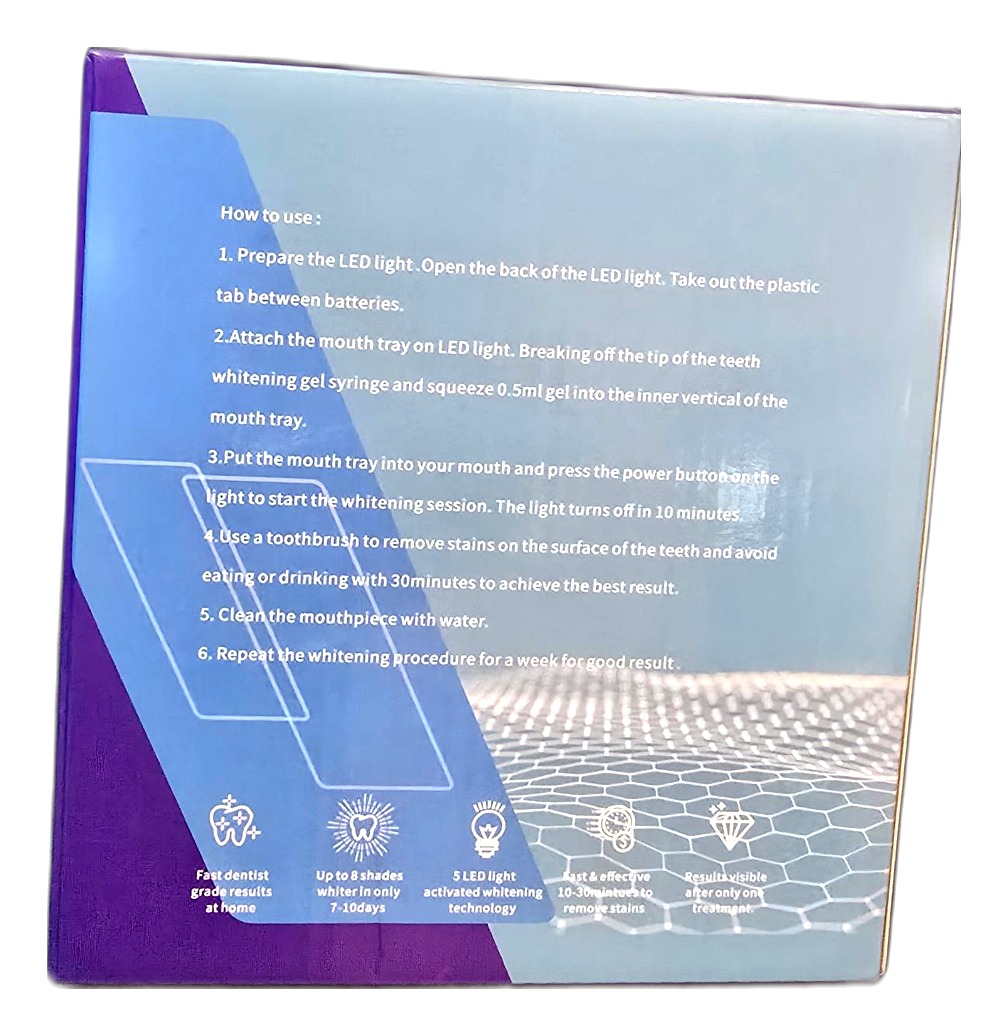 How to use :
1. Prepare the LED light .Open the back of the LED light. Take out the plastic
tab between batteries.
2.Attach the mouth tray on LED light. Breaking off the tip of the teeth
whitening gel syringe and squeeze 0.5ml gel into the inner vertical of the
mouth tray.
3.Put the mouth tray into your mouth and press the power button on the
light to start the whitening session. The light turns off in 10 minutes.
4.Use a toothbrush to remove stains on the surface of the teeth and avoid
eating or drinking with 30minutes to achieve the best result.
5. Clean the mouthpiece with water.
6. Repeat the whitening procedure for a week for good result .
Fast dentist
grade results
at home
Up to 8 shades
whiter in only
7-10days
5 LED light
activated whitening
technology
Fast & effective
10-30mintues to
remove stains
Results visible
after only one
treatment.